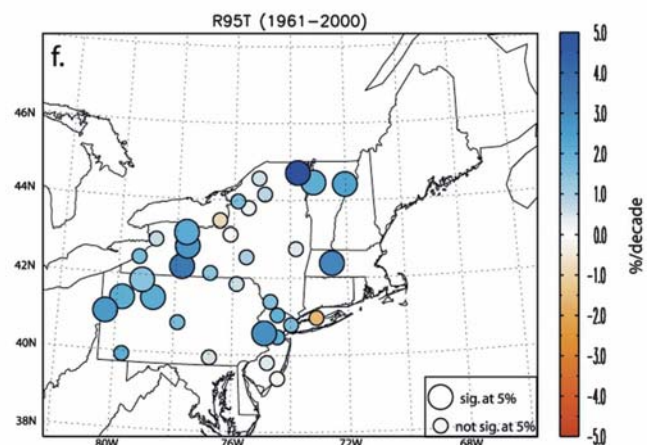 R95T (1961–2000)
f.
46N
44N
42N
40N
38N
80W
76W
72W
68W
sig. at 5%
not sig. at 5%
5.0
4.0
3.0
2.0
1.0
0.0
-1.0
-2.0
-3.0
-4.0
-5.0
%/decade